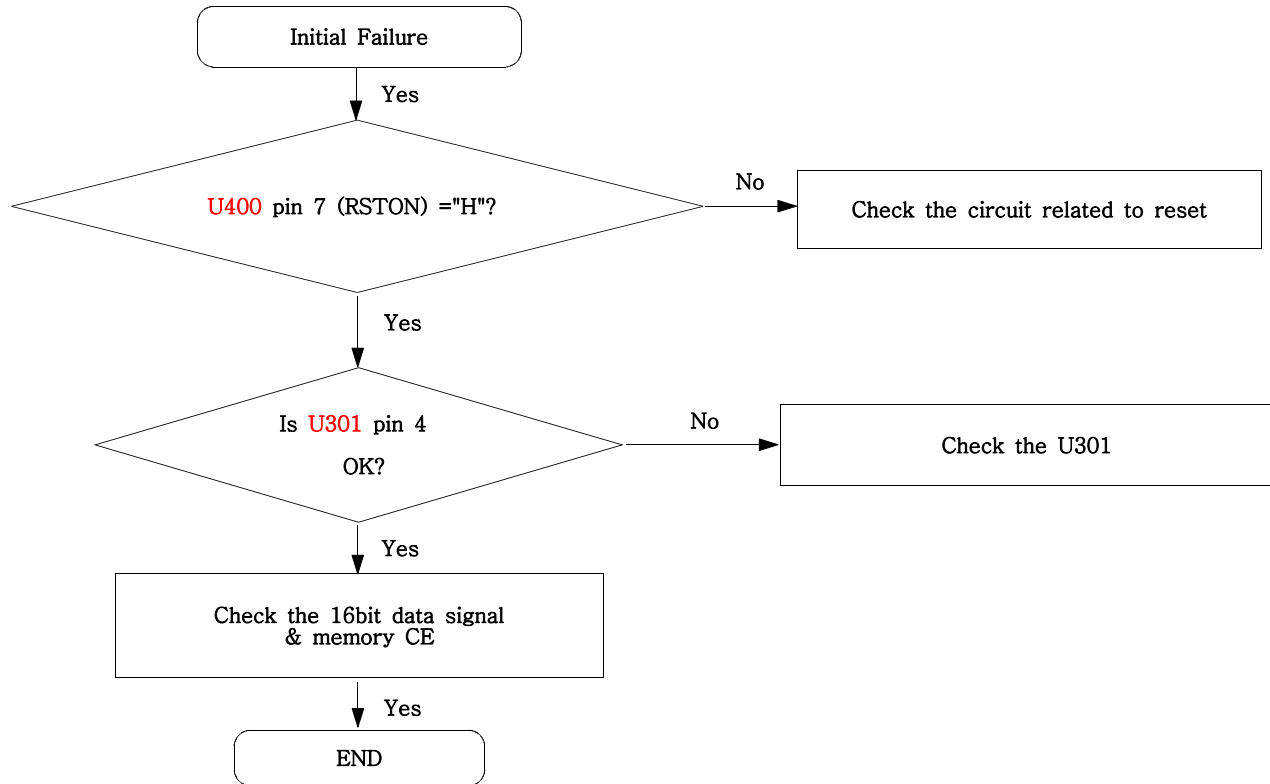 Initial Failure
Yes
U400 pin 7 (RSTON) ="H"?
No
Check the circuit related to reset
Yes
Is U301 pin 4
OK?
No
Check the U301
Yes
Check the 16bit data signal
& memory CE
Yes
END